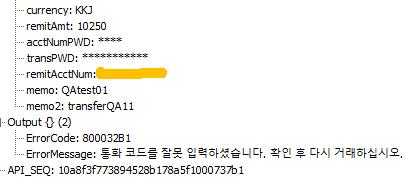 currency: KKJ
remitAmt: 10250
acctNumPWD: ****
transPWD: ***********
remitAcctNum:
memo: QAtest01
memo2: transferQA11
Output {} (2)
ErrorCode: 800032B1
ErrorMessage: 통화 코드를 잘못 입력하셨습니다. 확인 후 다시 거래하십시오.
API_SEQ: 10a8f3f773894528b178a5f1000737b1